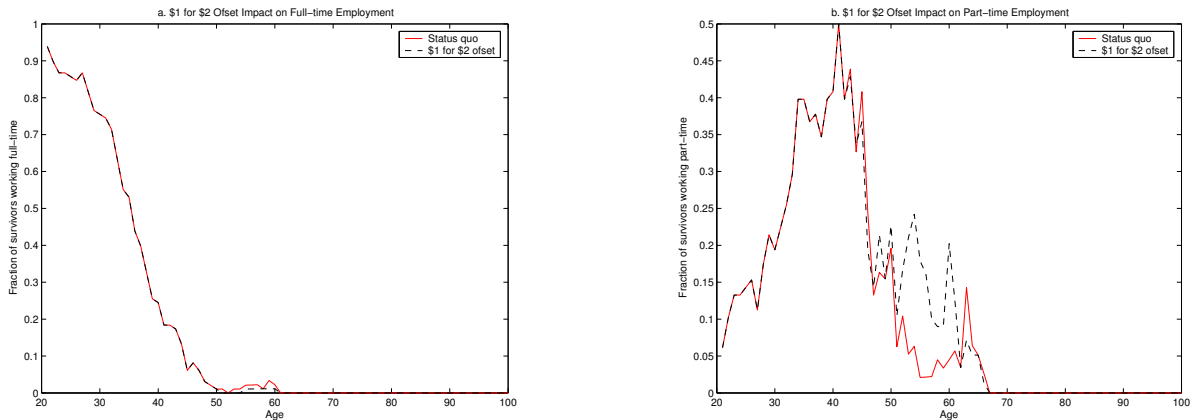 a. $1 for $2 Ofset Impact on Full-time Employment
Status quo
$1 for $2 ofset
Fraction of survivors working full-time
1
0.9
0.8
0.7
0.6
0.5
0.4
0.3
0.2
0.1
0
20 30 40 50 60 70 80 90 100
Age
b. $1 for $2 Ofset Impact on Part-time Employment
Status quo
$1 for $2 ofset
Fraction of survivors working part-time
0.5
0.45
0.4
0.35
0.3
0.25
0.2
0.15
0.1
0.05
0
20 30 40 50 60 70 80 90 100
Age